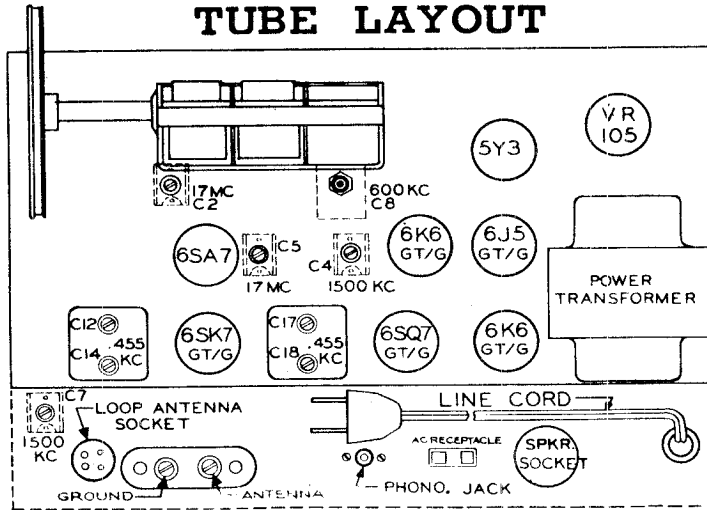 TUBE LAYOUT
VR
105
5Y3
17MC
C2
600KC
C8
6SA7
C5
17 MC
C4
1500 KC
6K6
GT/G
6J5
GT/G
POWER
TRANSFORMER
C12
C14
.455
KC
6SK7
GT/G
C17
C18
.455
KC
6SQ7
GT/G
6K6
GT/G
C7
1500
KC
LOOP ANTENNA
SOCKET
LINE CORD
AC RECEPTACLE
SPKR.
SOCKET
GROUND
ANTENNA
PHONO. JACK